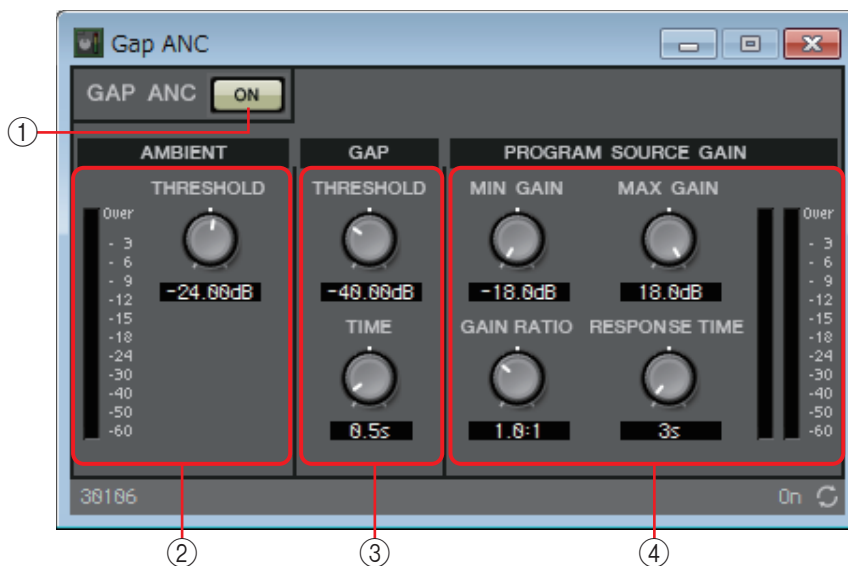 Gap ANC
GAP ANC ON
①
AMBIENT
THRESHOLD
Over
- 3
- 6
- 9
-12
-15
-18
-24
-30
-40
-50
-60
-24.00dB
GAP
THRESHOLD
-40.00dB
TIME
0.5s
PROGRAM SOURCE GAIN
MIN GAIN MAX GAIN
-18.0dB 18.0dB
GAIN RATIO RESPONSE TIME
1.0:1 3s
Over
- 3
- 6
- 9
-12
-15
-18
-24
-30
-40
-50
-60
30106 On
② ③ ④